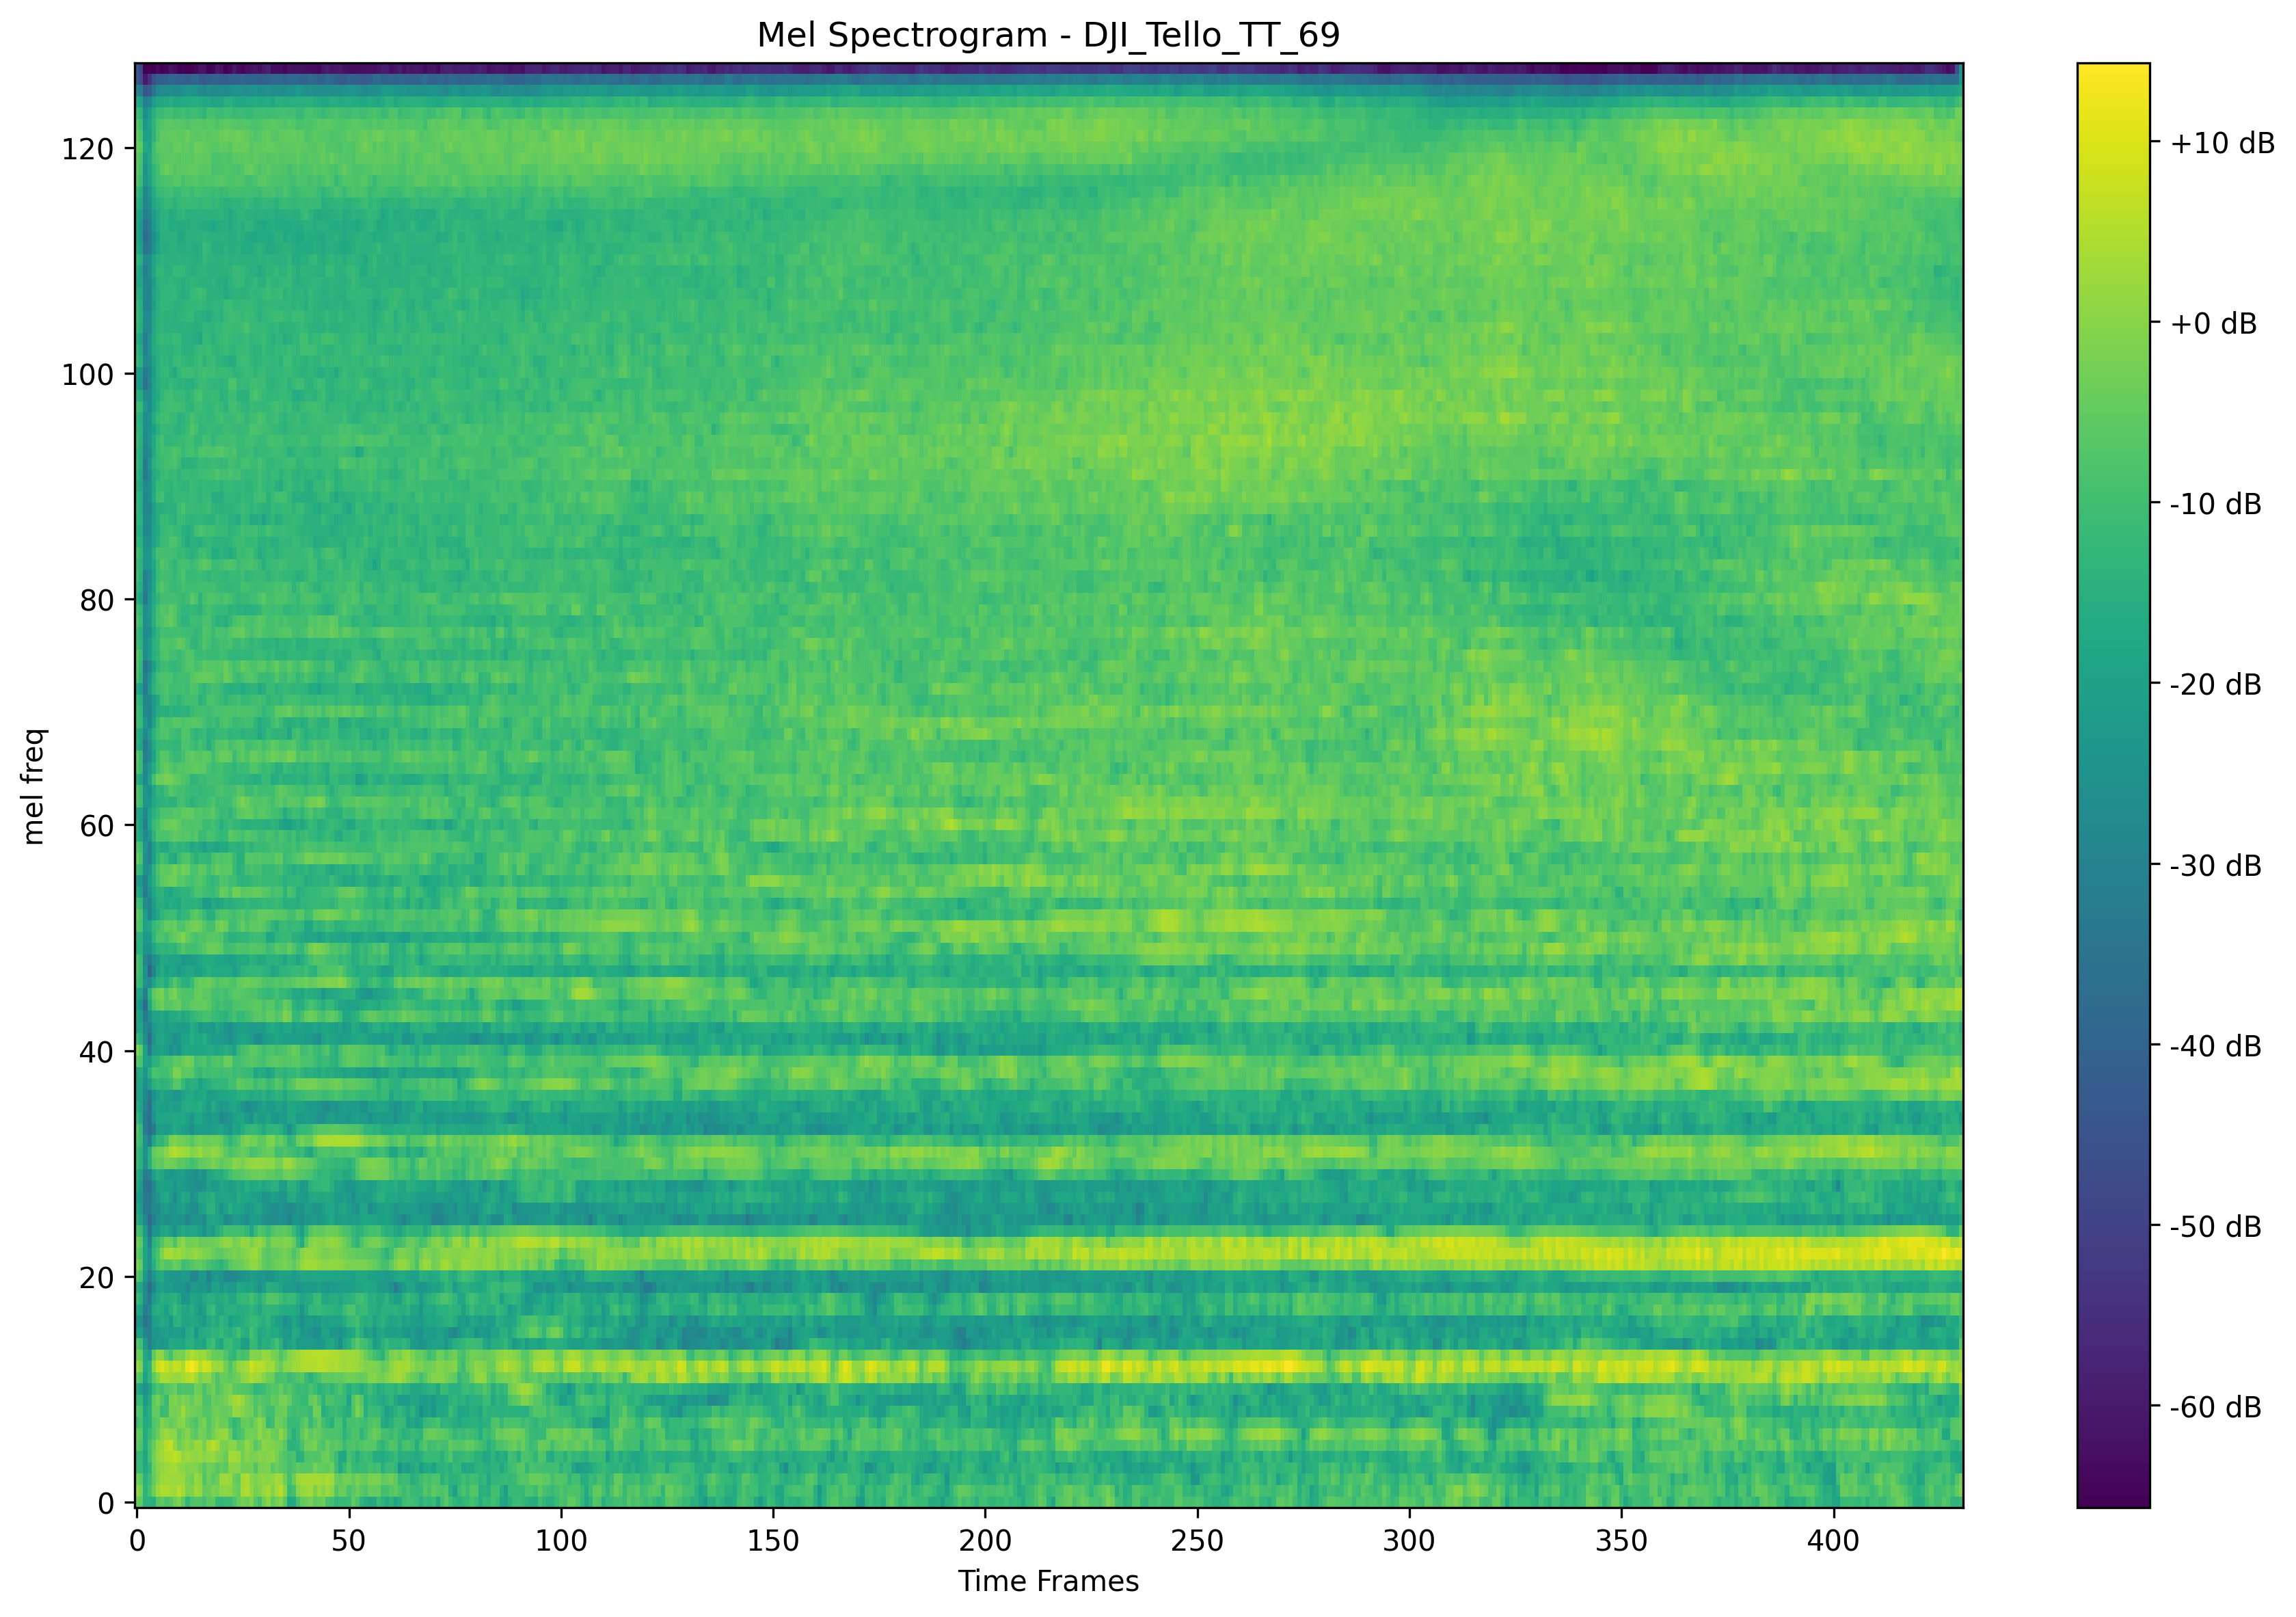 Mel Spectrogram - DJI_Tello_TT_69
mel freq
120
100
80
60
40
20
0
0 50 100 150 200 250 300 350 400
Time Frames
+10 dB
+0 dB
-10 dB
-20 dB
-30 dB
-40 dB
-50 dB
-60 dB